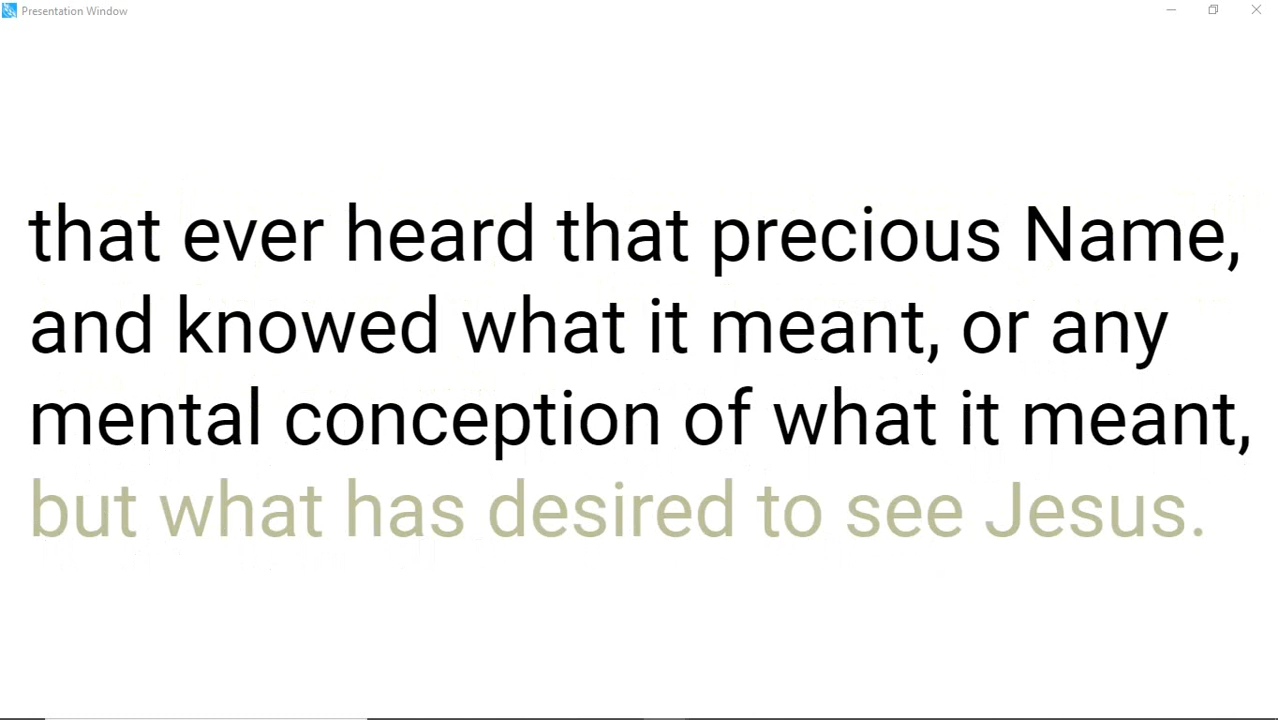 Presentation Window
that ever heard that precious Name,
and knowed what it meant, or any
mental conception of what it meant,
but what has desired to see Jesus.